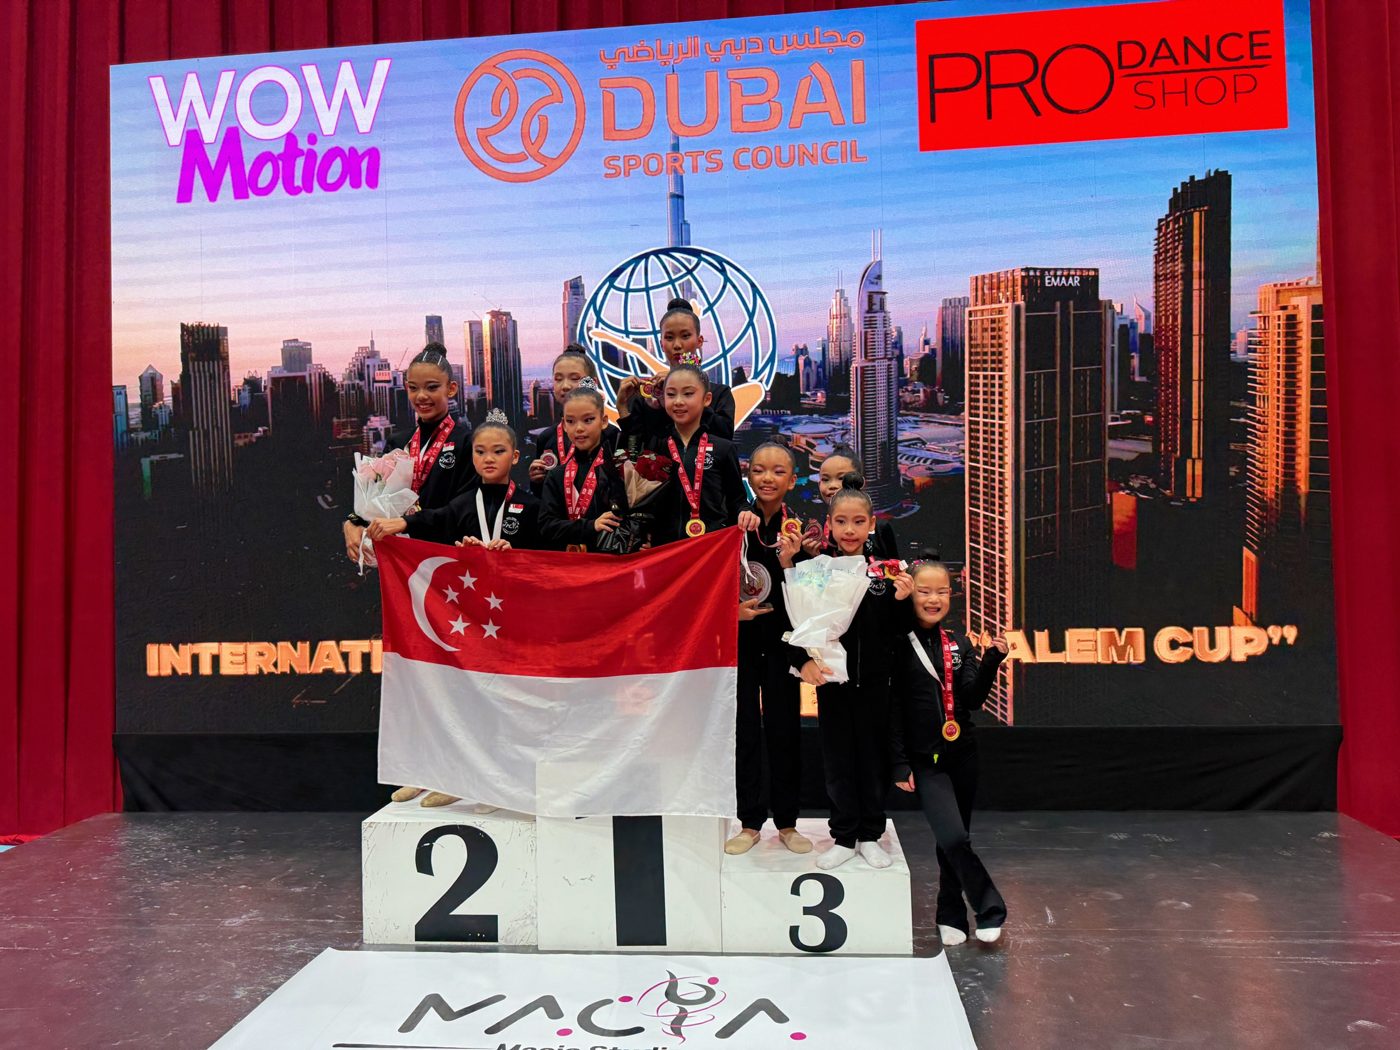 WOW
Motion
مجلس دبي الرياضي
DUBAI
SPORTS COUNCIL
PRO DANCE
SHOP
EMAAR
INTERNATI
"ALEM CUP"
2
1
3